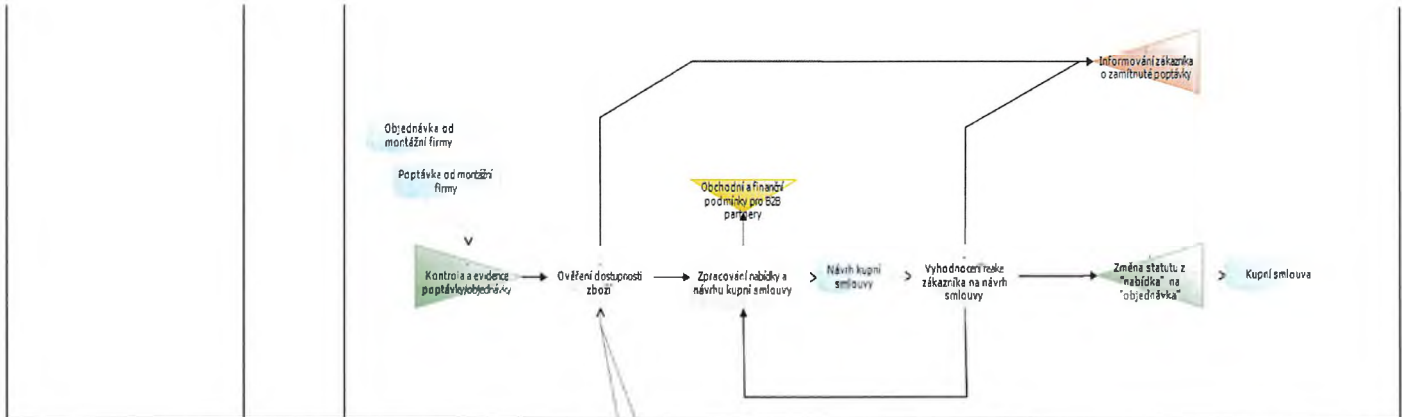 Informování zákazníka
o zamítnuté poptávky
Objednávka od
montážní firmy
Poptávka od montážní
firmy
Obchodní a finanční
podmínky pro B2B
partnery
Kontrola a evidence
poptávky/objednávky
Ověření dostupnosti
zboží
Zpracování nabídky a
návrhu kupní smlouvy
Návrh kupní
smlouvy
Vyhodnocení reakce
zákazníka na návrh
smlouvy
Změna statutu z
"nabídka" na
"objednávka"
Kupní smlouva